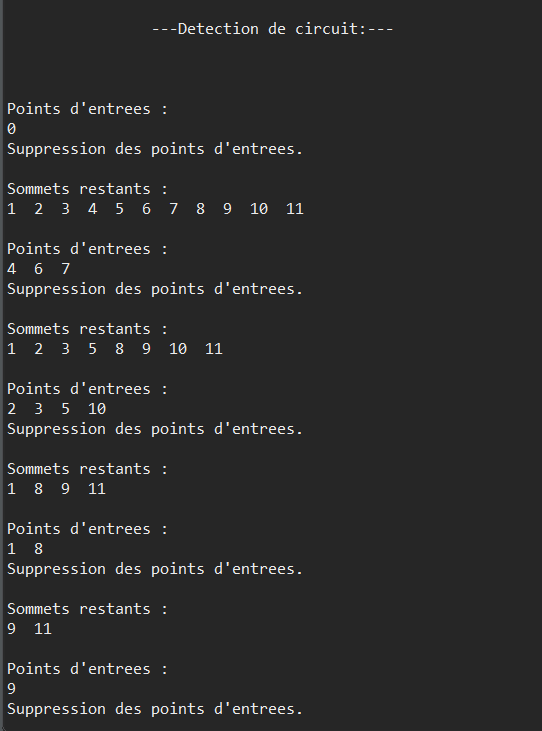 ---Detection de circuit:---
Points d'entrees :
0
Suppression des points d'entrees.
Sommets restants :
1 2 3 4 5 6 7 8 9 10 11
Points d'entrees :
4 6 7
Suppression des points d'entrees.
Sommets restants :
1 2 3 5 8 9 10 11
Points d'entrees :
2 3 5 10
Suppression des points d'entrees.
Sommets restants :
1 8 9 11
Points d'entrees :
1 8
Suppression des points d'entrees.
Sommets restants :
9 11
Points d'entrees :
9
Suppression des points d'entrees.